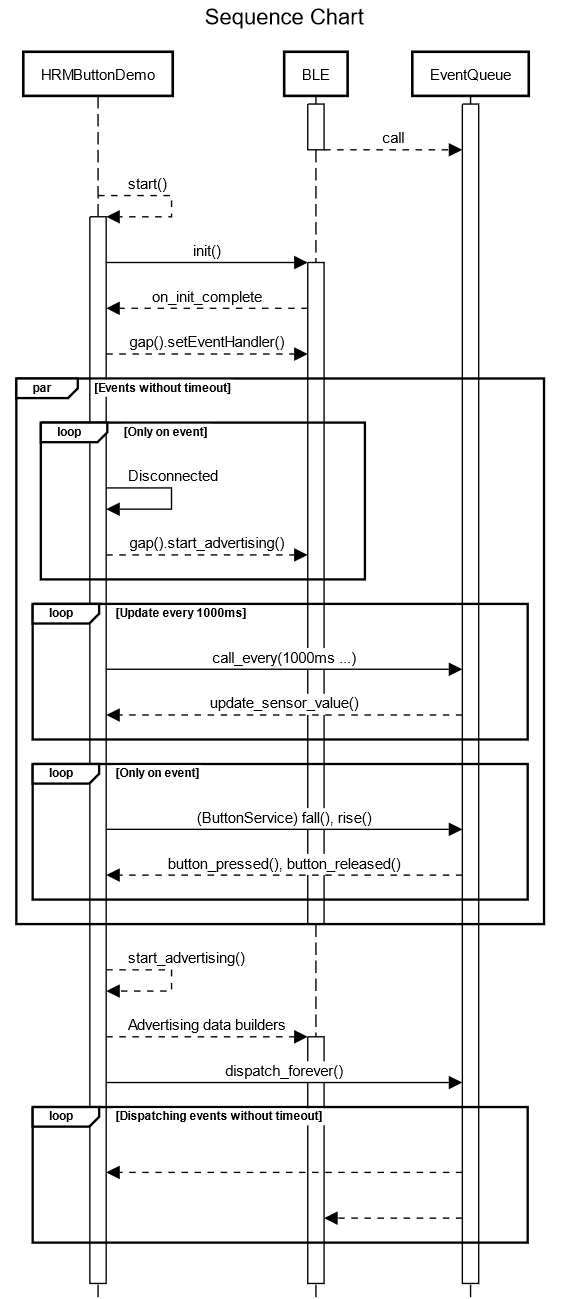 Sequence Chart
HRMButtonDemo
BLE
EventQueue
call
start()
init()
on_init_complete
gap().setEventHandler()
par
[Events without timeout]
loop
[Only on event]
Disconnected
gap().start_advertising()
loop
[Update every 1000ms]
call_every(1000ms ...)
update_sensor_value()
loop
[Only on event]
(ButtonService) fall(), rise()
button_pressed(), button_released()
start_advertising()
Advertising data builders
dispatch_forever()
loop
[Dispatching events without timeout]